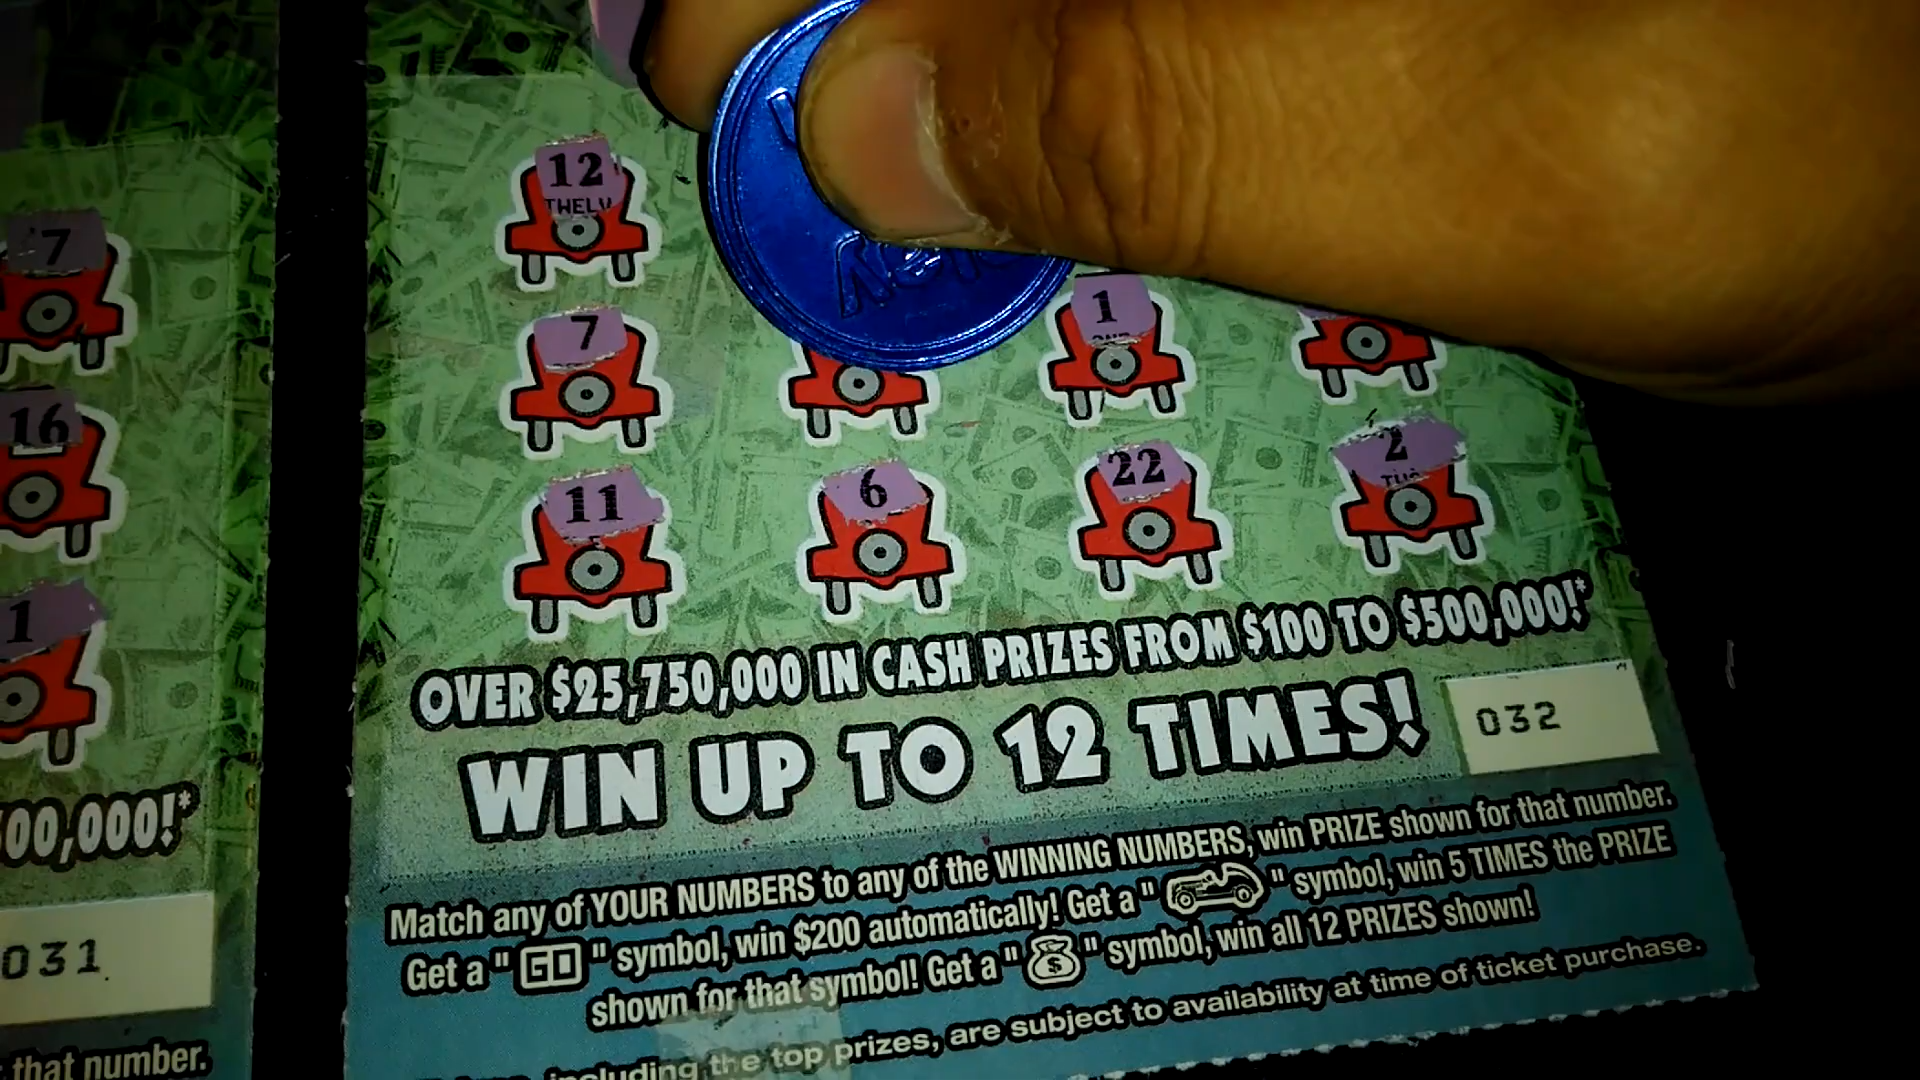 7
16
1
500,000!*
031
that number.
12
TWELV
7
1
11
6
22
2
OVER $25,750,000 IN CASH PRIZES FROM $100 TO $500,000!*
WIN UP TO 12 TIMES!
032
Match any of YOUR NUMBERS to any of the WINNING NUMBERS, win PRIZE shown for that number.
Get a "GO" symbol, win $200 automatically! Get a " " symbol, win 5 TIMES the PRIZE
shown for that symbol! Get a "$" symbol, win all 12 PRIZES shown!
including the top prizes, are subject to availability at time of ticket purchase.